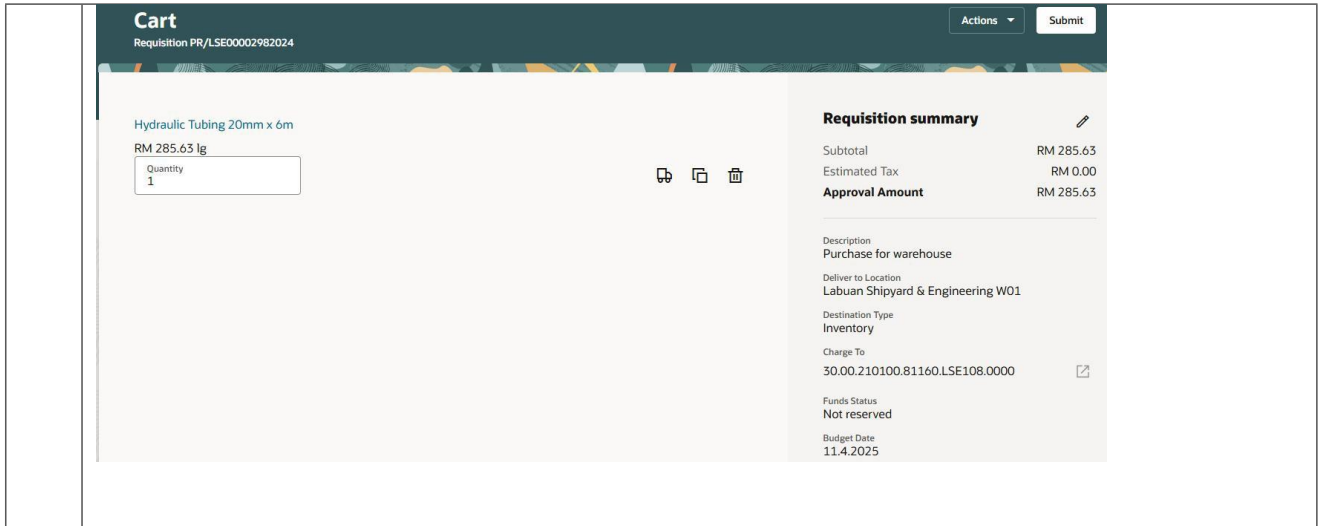 Cart
Requisition PR/LSE00002982024
Actions
Submit
Hydraulic Tubing 20mm x 6m
RM 285.63 lg
Quantity
1
Requisition summary
Subtotal RM 285.63
Estimated Tax RM 0.00
Approval Amount RM 285.63
Description
Purchase for warehouse
Deliver to Location
Labuan Shipyard & Engineering W01
Destination Type
Inventory
Charge To
30.00.210100.81160.LSE108.0000
Funds Status
Not reserved
Budget Date
11.4.2025